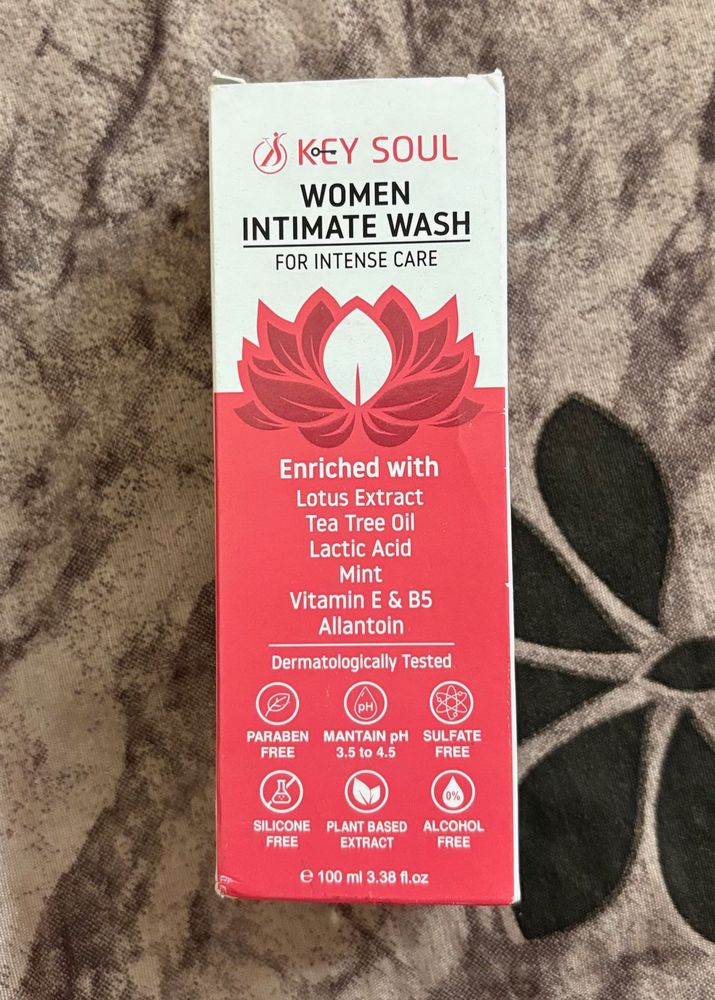 KEY SOUL
WOMEN
INTIMATE WASH
FOR INTENSE CARE
Enriched with
Lotus Extract
Tea Tree Oil
Lactic Acid
Mint
Vitamin E & B5
Allantoin
Dermatologically Tested
pH
PARABEN
FREE
MANTAIN pH
3.5 to 4.5
SULFATE
FREE
0%
SILICONE
FREE
PLANT BASED
EXTRACT
ALCOHOL
FREE
℮ 100 ml 3.38 fl.oz